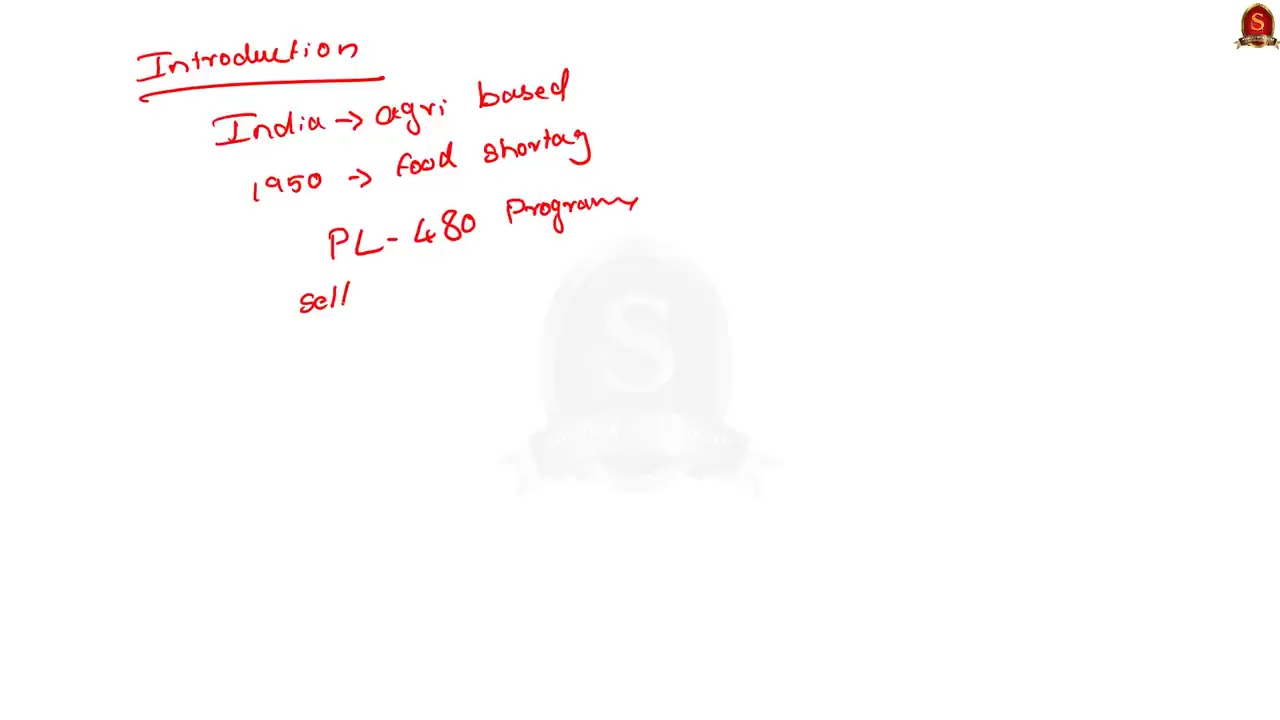 Introduction
India → agri based
1950 → food shortag
PL-480 Program
sell
S
S